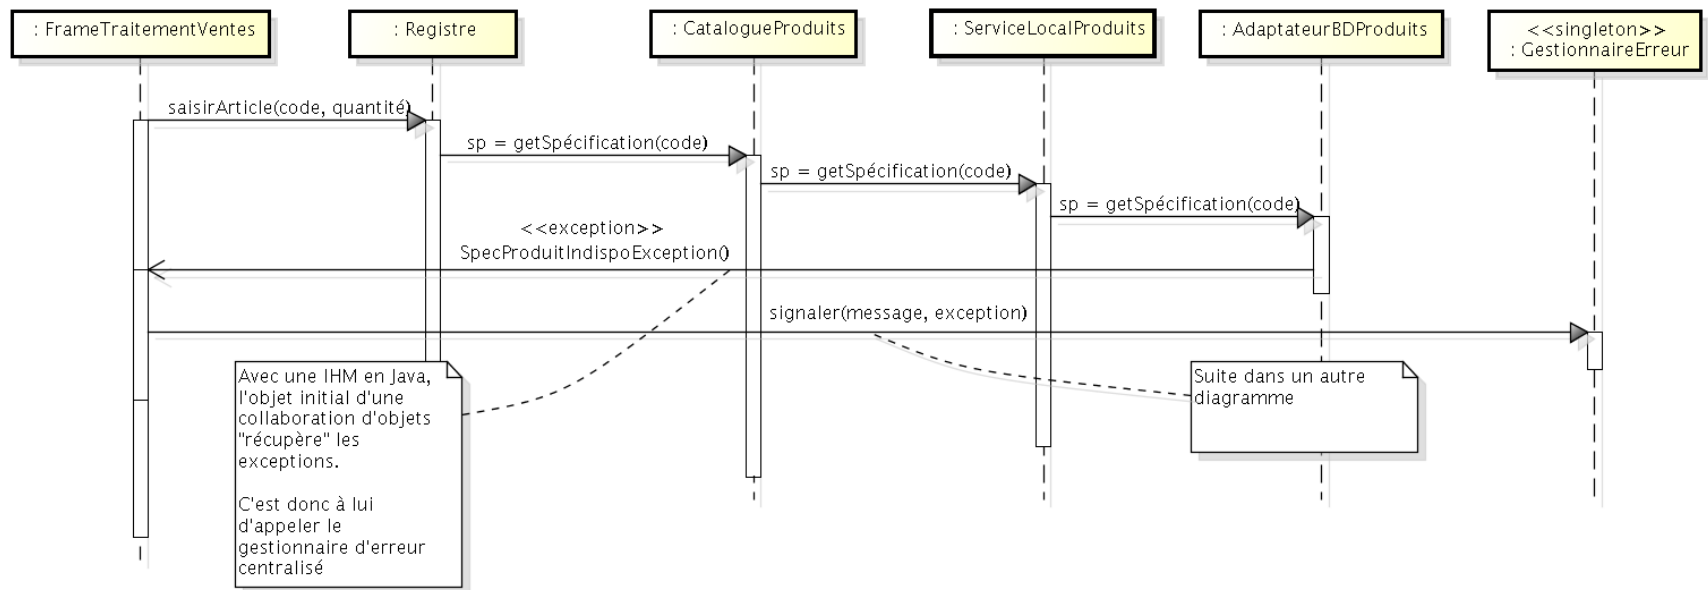 : FrameTraitementVentes
: Registre
: CatalogueProduits
: ServiceLocalProduits
: AdaptateurBDProduits
<<singleton>>
: GestionnaireErreur
saisirArticle(code, quantité)
sp = getSpécification(code)
sp = getSpécification(code)
sp = getSpécification(code)
<<exception>>
SpecProduitIndispoException()
signaler(message, exception)
Avec une IHM en Java,
l'objet initial d'une
collaboration d'objets
"récupère" les
exceptions.
C'est donc à lui
d'appeler le
gestionnaire d'erreur
centralisé
Suite dans un autre
diagramme